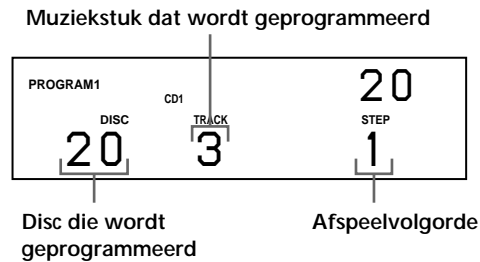 Muziekstuk dat wordt geprogrammeerd
PROGRAM1
CD1
20
DISC TRACK STEP
20 3 1
Disc die wordt
geprogrammeerd
Afspeelvolgorde